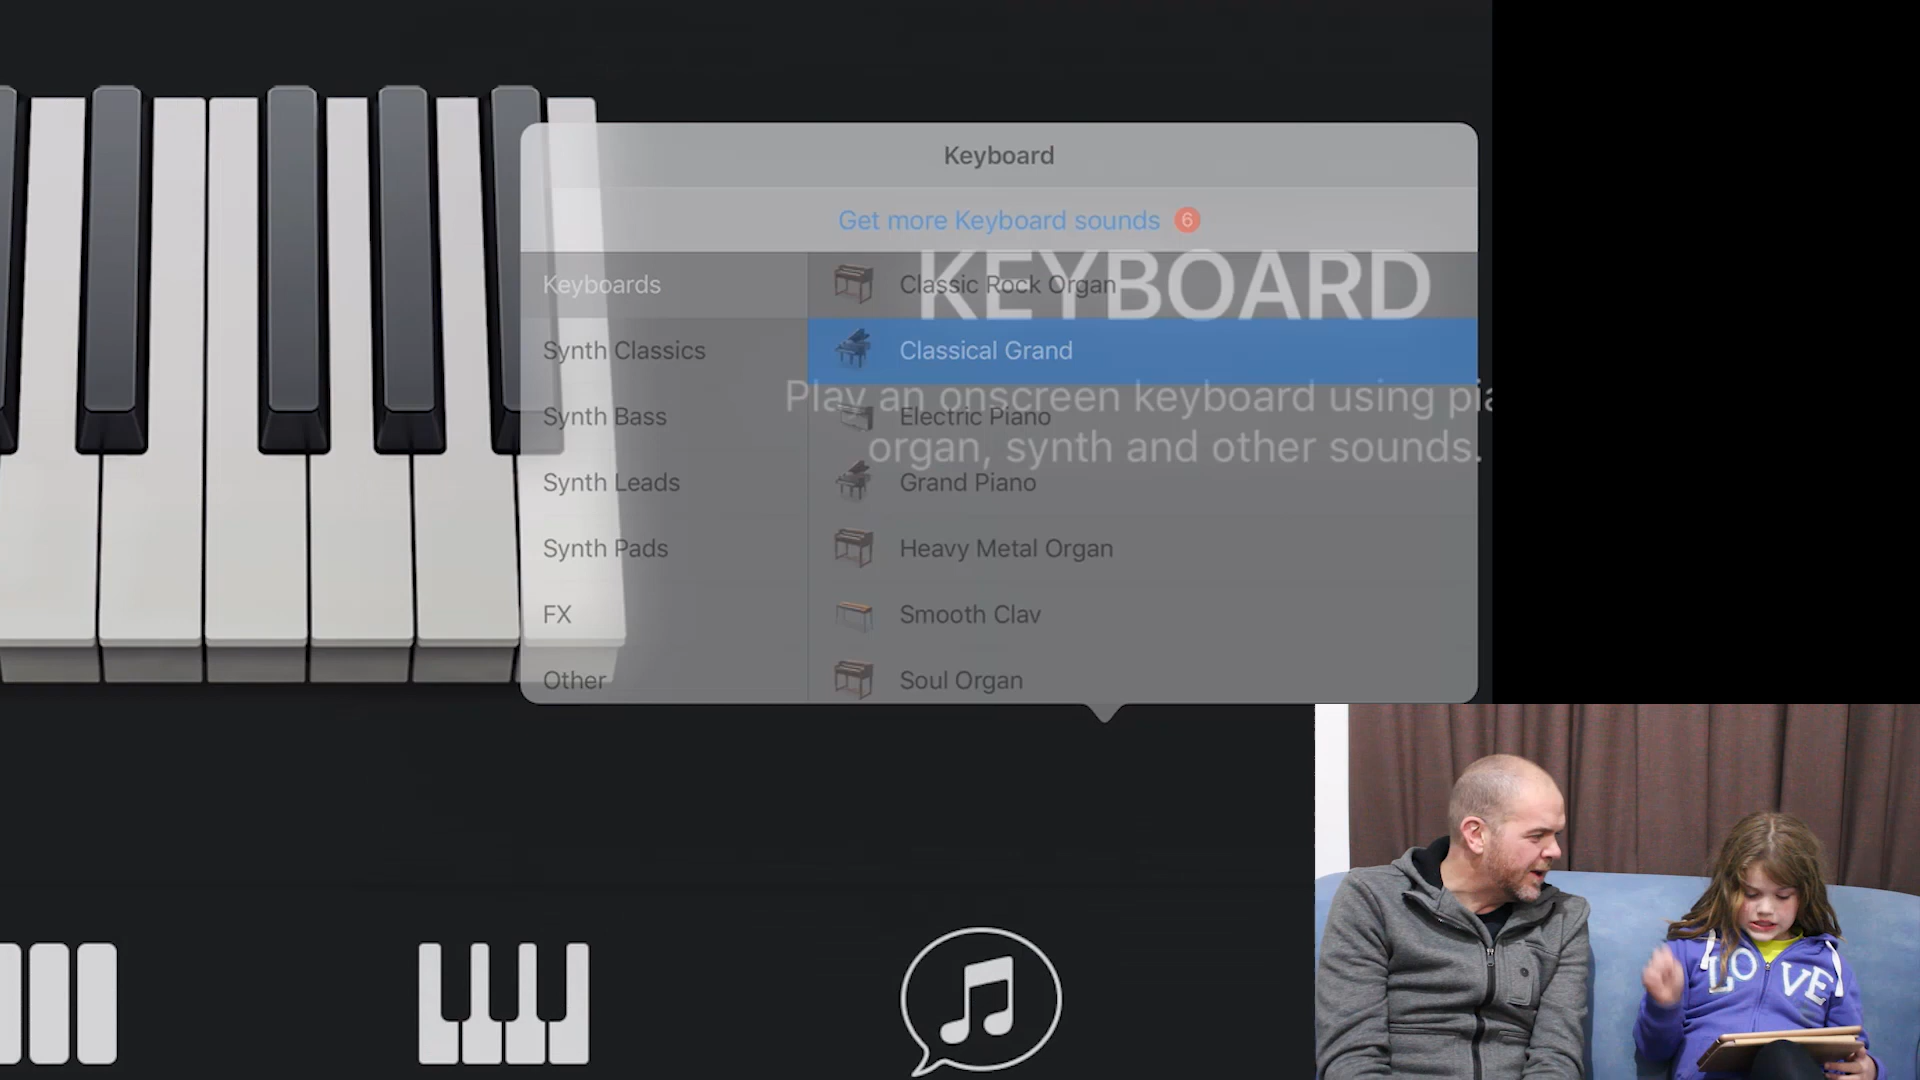 Keyboard
Get more Keyboard sounds 6
KEYBOARD
Play an onscreen keyboard using
organ, synth and other sounds.
Keyboards
Synth Classics
Synth Bass
Synth Leads
Synth Pads
FX
Other
Classic Rock Organ
Classical Grand
Electric Piano
Grand Piano
Heavy Metal Organ
Smooth Clav
Soul Organ
LOVE